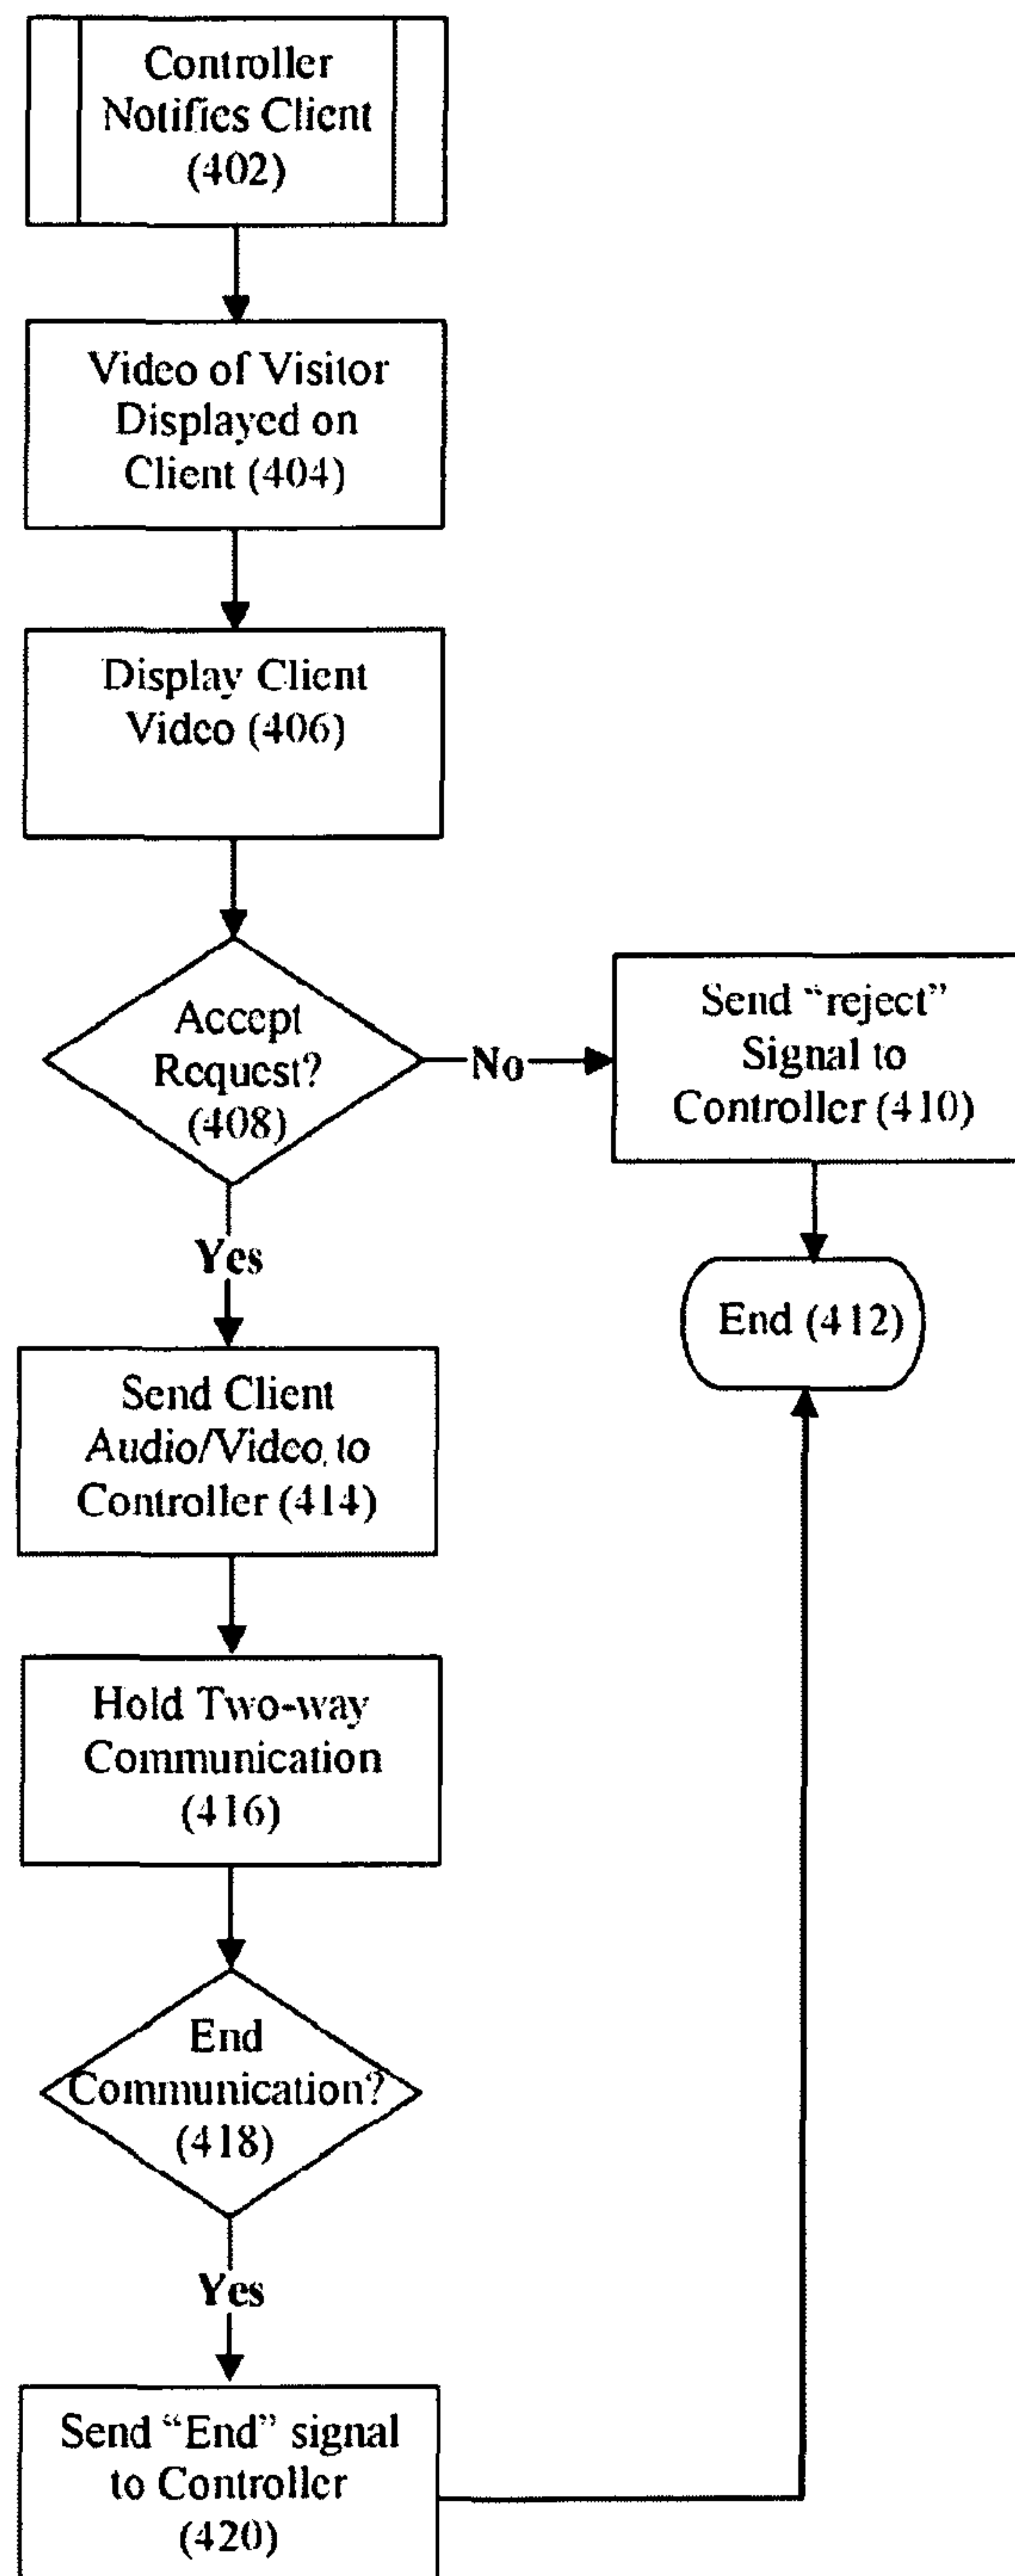 Controller
Notifies Client
(402)
Video of Visitor
Displayed on
Client (404)
Display Client
Video (406)
Accept
Request?
(408)
No
Send “reject”
Signal to
Controller (410)
End (412)
Yes
Send Client
Audio/Video to
Controller (414)
Hold Two-way
Communication
(416)
End
Communication?
(418)
Yes
Send “End” signal
to Controller
(420)